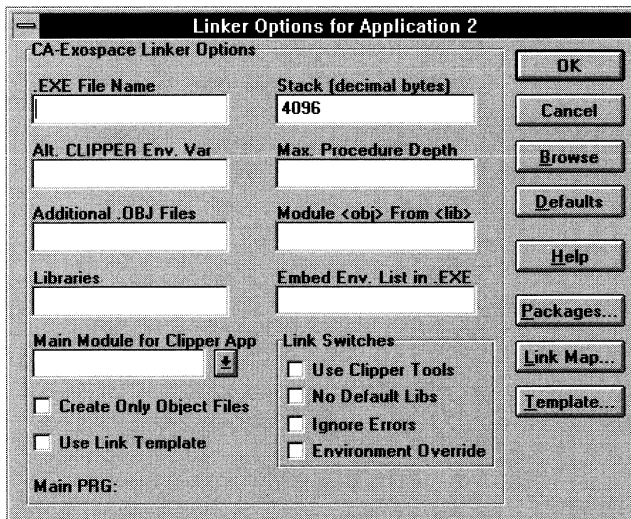 Linker Options for Application 2
CA-Exospace Linker Options
.EXE File Name
Stack (decimal bytes)
4096
Alt. CLIPPER Env. Var
Max. Procedure Depth
Additional .OBJ Files
Module <obj> From <lib>
Libraries
Embed Env. List in .EXE
Main Module for Clipper App
Create Only Object Files
Use Link Template
Link Switches
Use Clipper Tools
No Default Libs
Ignore Errors
Environment Override
Main PRG:
OK
Cancel
Browse
Defaults
Help
Packages...
Link Map...
Template...